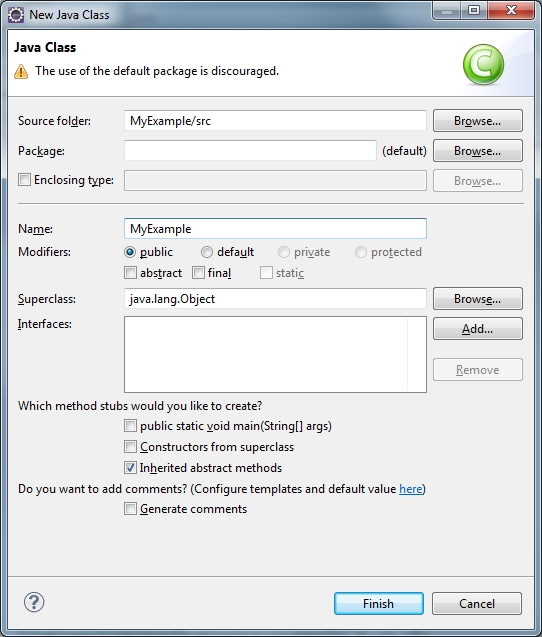 New Java Class
Java Class
The use of the default package is discouraged.
C
Source folder: MyExample/src Browse...
Package: (default) Browse...
Enclosing type: Browse...
Name: MyExample
Modifiers: public default private protected
abstract final static
Superclass: java.lang.Object Browse...
Interfaces: Add...
Remove
Which method stubs would you like to create?
public static void main(String[] args)
Constructors from superclass
Inherited abstract methods
Do you want to add comments? (Configure templates and default value here)
Generate comments
? Finish Cancel